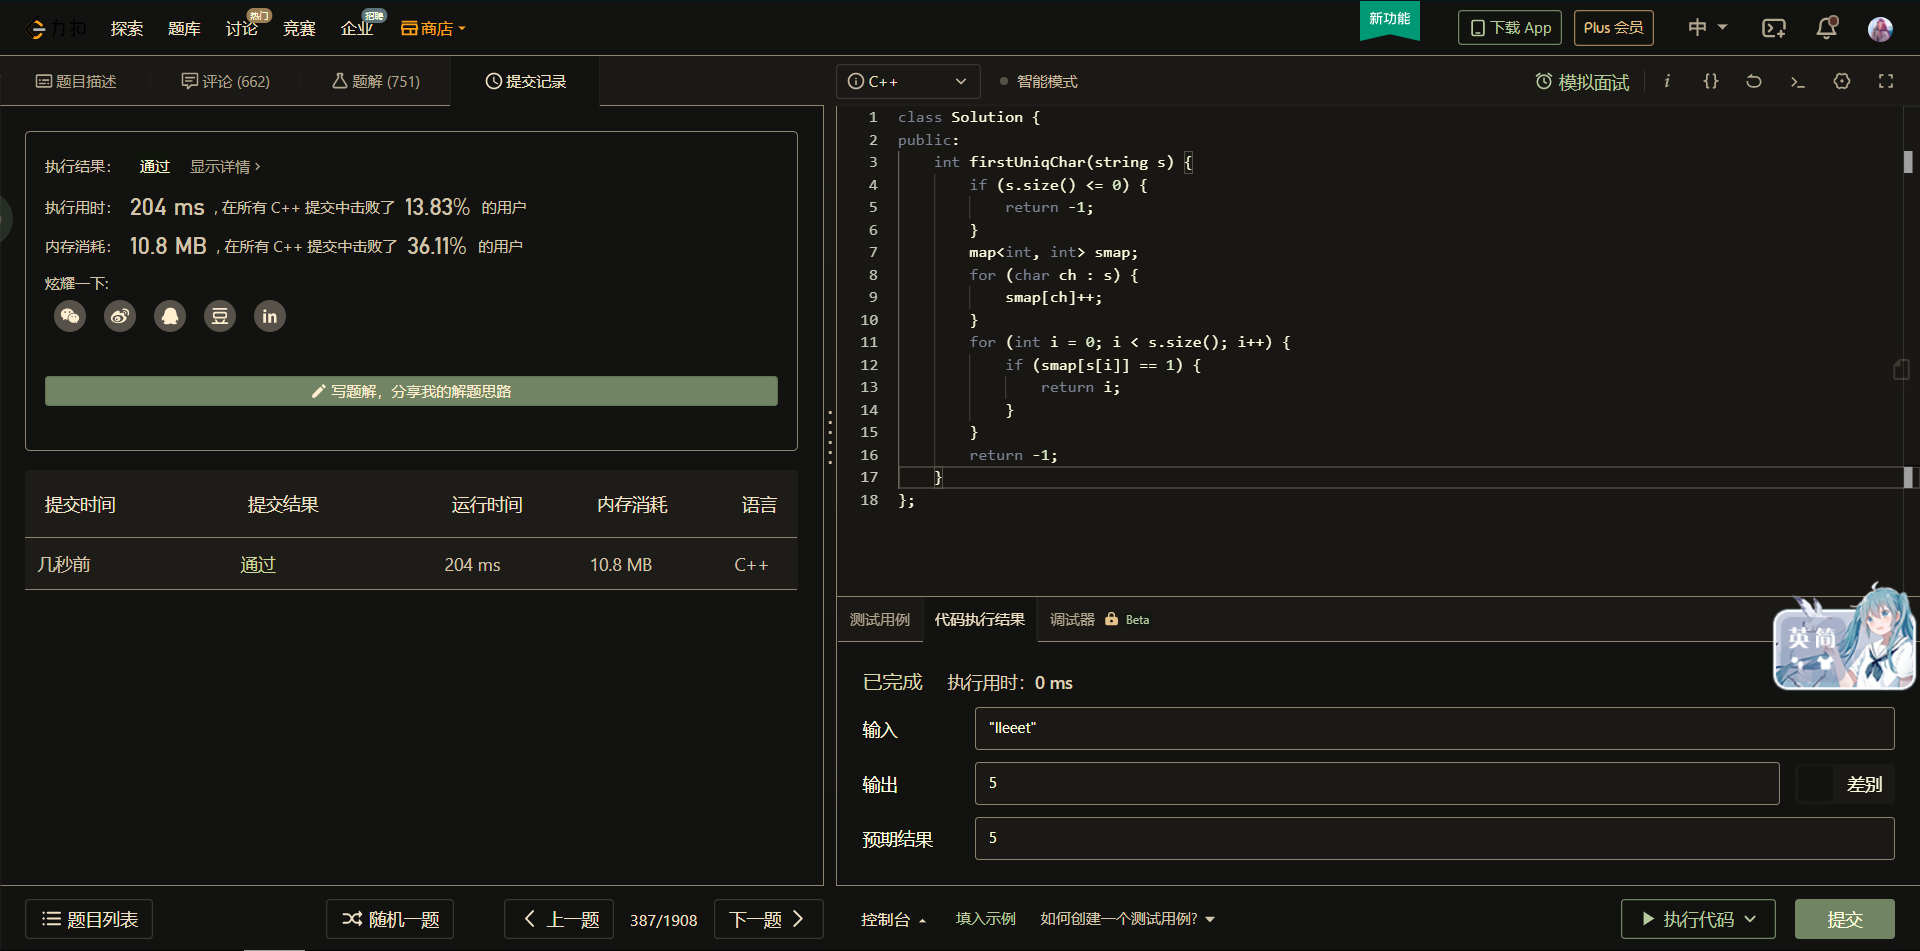 力扣 探索 题库 讨论 热门 竞赛 企业 招聘 商店 新功能 下载 App Plus 会员 中
题目描述 评论 (662) 题解 (751) 提交记录
C++ 智能模式 模拟面试
执行结果： 通过 显示详情 >
执行用时： 204 ms , 在所有 C++ 提交中击败了 13.83% 的用户
内存消耗： 10.8 MB , 在所有 C++ 提交中击败了 36.11% 的用户
炫耀一下:
豆 in
写题解，分享我的解题思路
提交时间 提交结果 运行时间 内存消耗 语言
几秒前 通过 204 ms 10.8 MB C++
1 class Solution {
2 public:
3 int firstUniqChar(string s) {
4 if (s.size() <= 0) {
5 return -1;
6 }
7 map<int, int> smap;
8 for (char ch : s) {
9 smap[ch]++;
10 }
11 for (int i = 0; i < s.size(); i++) {
12 if (smap[s[i]] == 1) {
13 return i;
14 }
15 }
16 return -1;
17 }
18 };
测试用例 代码执行结果 调试器 Beta
英 简
已完成 执行用时：0 ms
输入 "lleeet"
输出 5 差别
预期结果 5
题目列表 随机一题 上一题 387/1908 下一题 控制台 填入示例 如何创建一个测试用例? 执行代码 提交